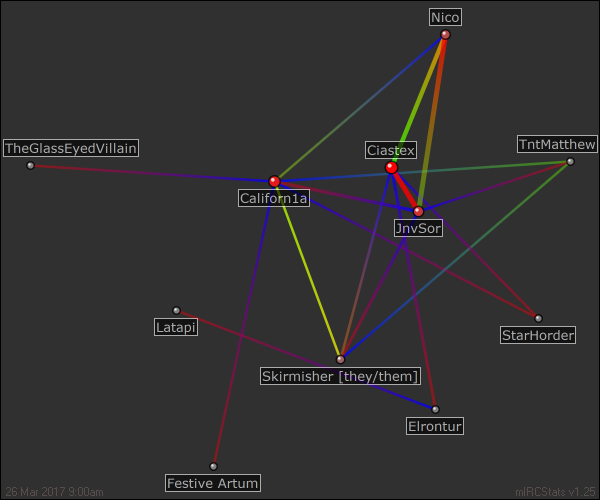 Nico
TheGlassEyedVillain
Ciastex
TntMatthew
Californ1a
JnvSor
Latapi
StarHorder
Skirmisher [they/them]
Elrontur
Festive Artum
26 Mar 2017 9:00am
mIRCStats v1.25